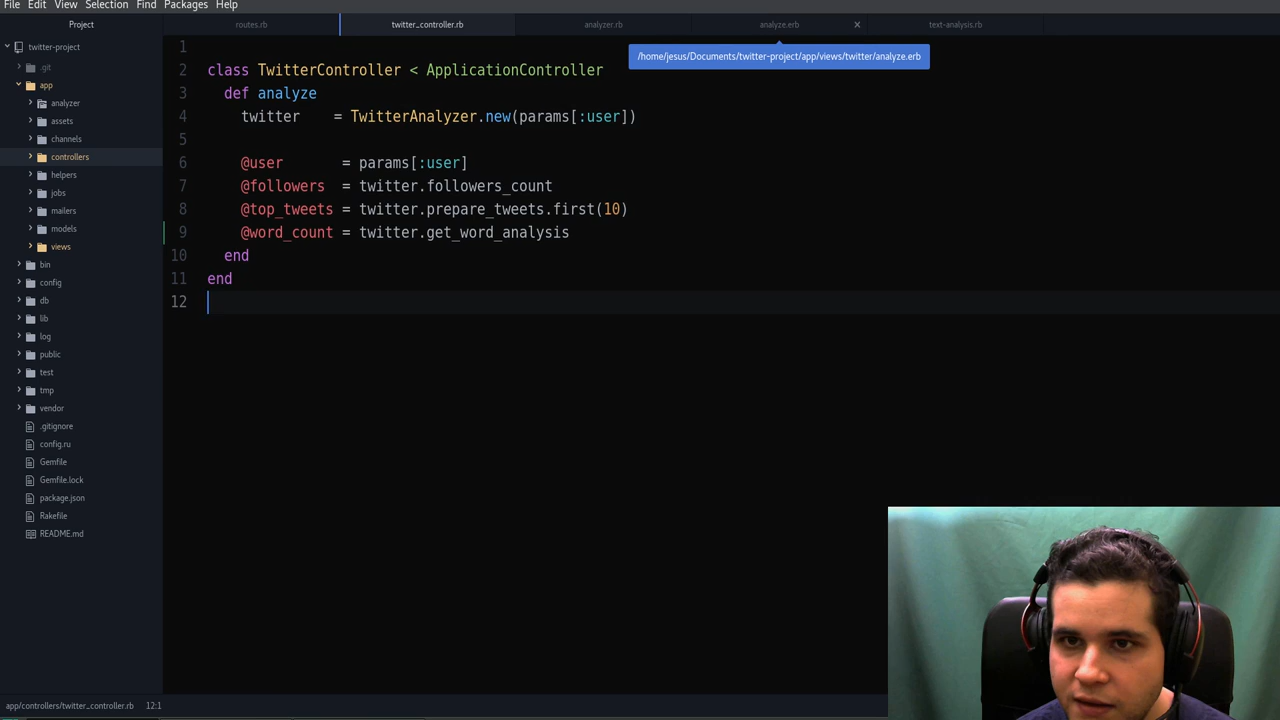 File Edit View Selection Find Packages Help
Project
routes.rb
twitter_controller.rb
analyzer.rb
analyze.erb
text-analysis.rb
/home/jesus/Documents/twitter-project/app/views/twitter/analyze.erb
twitter-project
.git
app
analyzer
assets
channels
controllers
helpers
jobs
mailers
models
views
bin
config
db
lib
log
public
test
tmp
vendor
.gitignore
config.ru
Gemfile
Gemfile.lock
package.json
Rakefile
README.md
1
2 class TwitterController < ApplicationController
3 def analyze
4 twitter = TwitterAnalyzer.new(params[:user])
5
6 @user = params[:user]
7 @followers = twitter.followers_count
8 @top_tweets = twitter.prepare_tweets.first(10)
9 @word_count = twitter.get_word_analysis
10 end
11 end
12
app/controllers/twitter_controller.rb 12:1